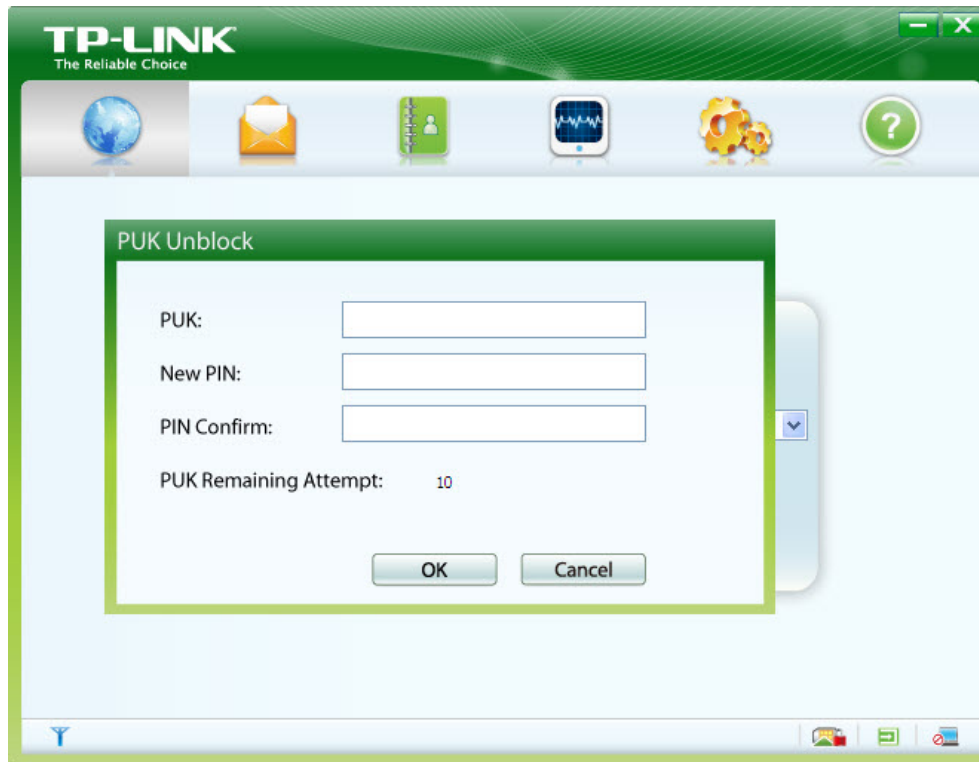 TP-LINK
The Reliable Choice
?
PUK Unblock
PUK:
New PIN:
PIN Confirm:
PUK Remaining Attempt: 10
OK Cancel